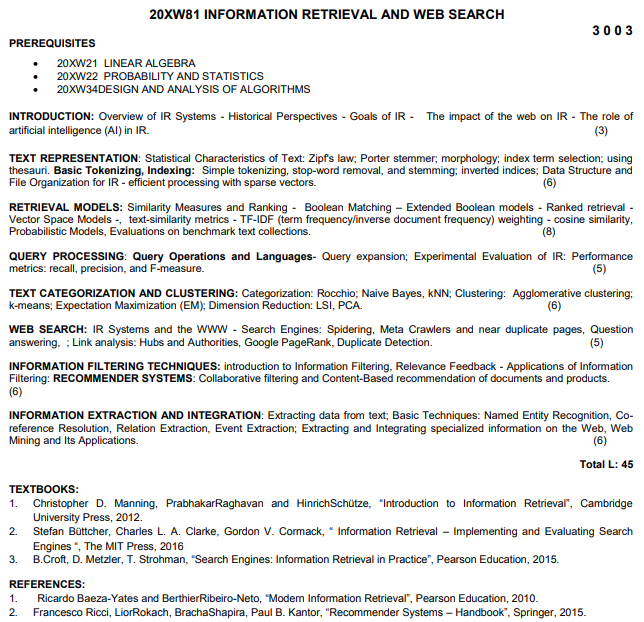 20XW81 INFORMATION RETRIEVAL AND WEB SEARCH
3 0 0 3
PREREQUISITES
• 20XW21 LINEAR ALGEBRA
• 20XW22 PROBABILITY AND STATISTICS
• 20XW34DESIGN AND ANALYSIS OF ALGORITHMS
INTRODUCTION: Overview of IR Systems - Historical Perspectives - Goals of IR - The impact of the web on IR - The role of
artificial intelligence (AI) in IR. (3)
TEXT REPRESENTATION: Statistical Characteristics of Text: Zipf's law; Porter stemmer; morphology; index term selection; using
thesauri. Basic Tokenizing, Indexing: Simple tokenizing, stop-word removal, and stemming; inverted indices; Data Structure and
File Organization for IR - efficient processing with sparse vectors. (6)
RETRIEVAL MODELS: Similarity Measures and Ranking - Boolean Matching – Extended Boolean models - Ranked retrieval -
Vector Space Models -, text-similarity metrics - TF-IDF (term frequency/inverse document frequency) weighting - cosine similarity,
Probabilistic Models, Evaluations on benchmark text collections. (8)
QUERY PROCESSING: Query Operations and Languages- Query expansion; Experimental Evaluation of IR: Performance
metrics: recall, precision, and F-measure. (5)
TEXT CATEGORIZATION AND CLUSTERING: Categorization: Rocchio; Naive Bayes, kNN; Clustering: Agglomerative clustering;
k-means; Expectation Maximization (EM); Dimension Reduction: LSI, PCA. (6)
WEB SEARCH: IR Systems and the WWW - Search Engines: Spidering, Meta Crawlers and near duplicate pages, Question
answering, ; Link analysis: Hubs and Authorities, Google PageRank, Duplicate Detection. (5)
INFORMATION FILTERING TECHNIQUES: introduction to Information Filtering, Relevance Feedback - Applications of Information
Filtering: RECOMMENDER SYSTEMS: Collaborative filtering and Content-Based recommendation of documents and products.
(6)
INFORMATION EXTRACTION AND INTEGRATION: Extracting data from text; Basic Techniques: Named Entity Recognition, Co-
reference Resolution, Relation Extraction, Event Extraction; Extracting and Integrating specialized information on the Web, Web
Mining and Its Applications. (6)
Total L: 45
TEXTBOOKS:
1. Christopher D. Manning, PrabhakarRaghavan and HinrichSchütze, “Introduction to Information Retrieval”, Cambridge
University Press, 2012.
2. Stefan Büttcher, Charles L. A. Clarke, Gordon V. Cormack, “ Information Retrieval – Implementing and Evaluating Search
Engines “, The MIT Press, 2016
3. B.Croft, D. Metzler, T. Strohman, “Search Engines: Information Retrieval in Practice”, Pearson Education, 2015.
REFERENCES:
1. Ricardo Baeza-Yates and BerthierRibeiro-Neto, “Modern Information Retrieval”, Pearson Education, 2010.
2. Francesco Ricci, LiorRokach, BrachaShapira, Paul B. Kantor, “Recommender Systems – Handbook”, Springer, 2015.